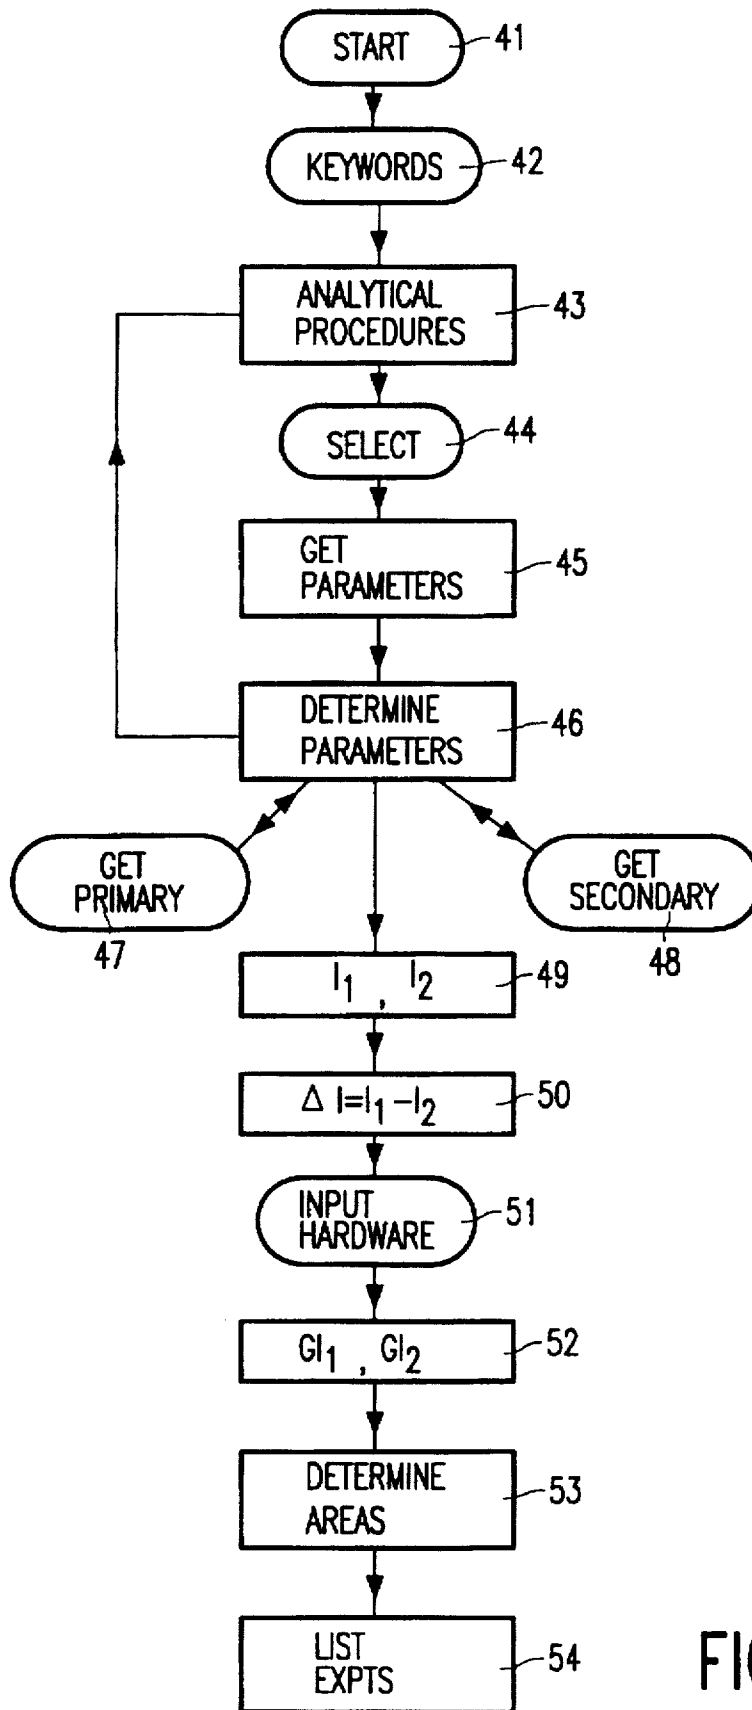 START 41
KEYWORDS 42
ANALYTICAL
PROCEDURES 43
SELECT 44
GET
PARAMETERS 45
DETERMINE
PARAMETERS 46
GET
PRIMARY
47
GET
SECONDARY
48
I1 , I2 49
Δ I=I1-I2 50
INPUT
HARDWARE 51
GI1 , GI2 52
DETERMINE
AREAS 53
LIST
EXPTS 54